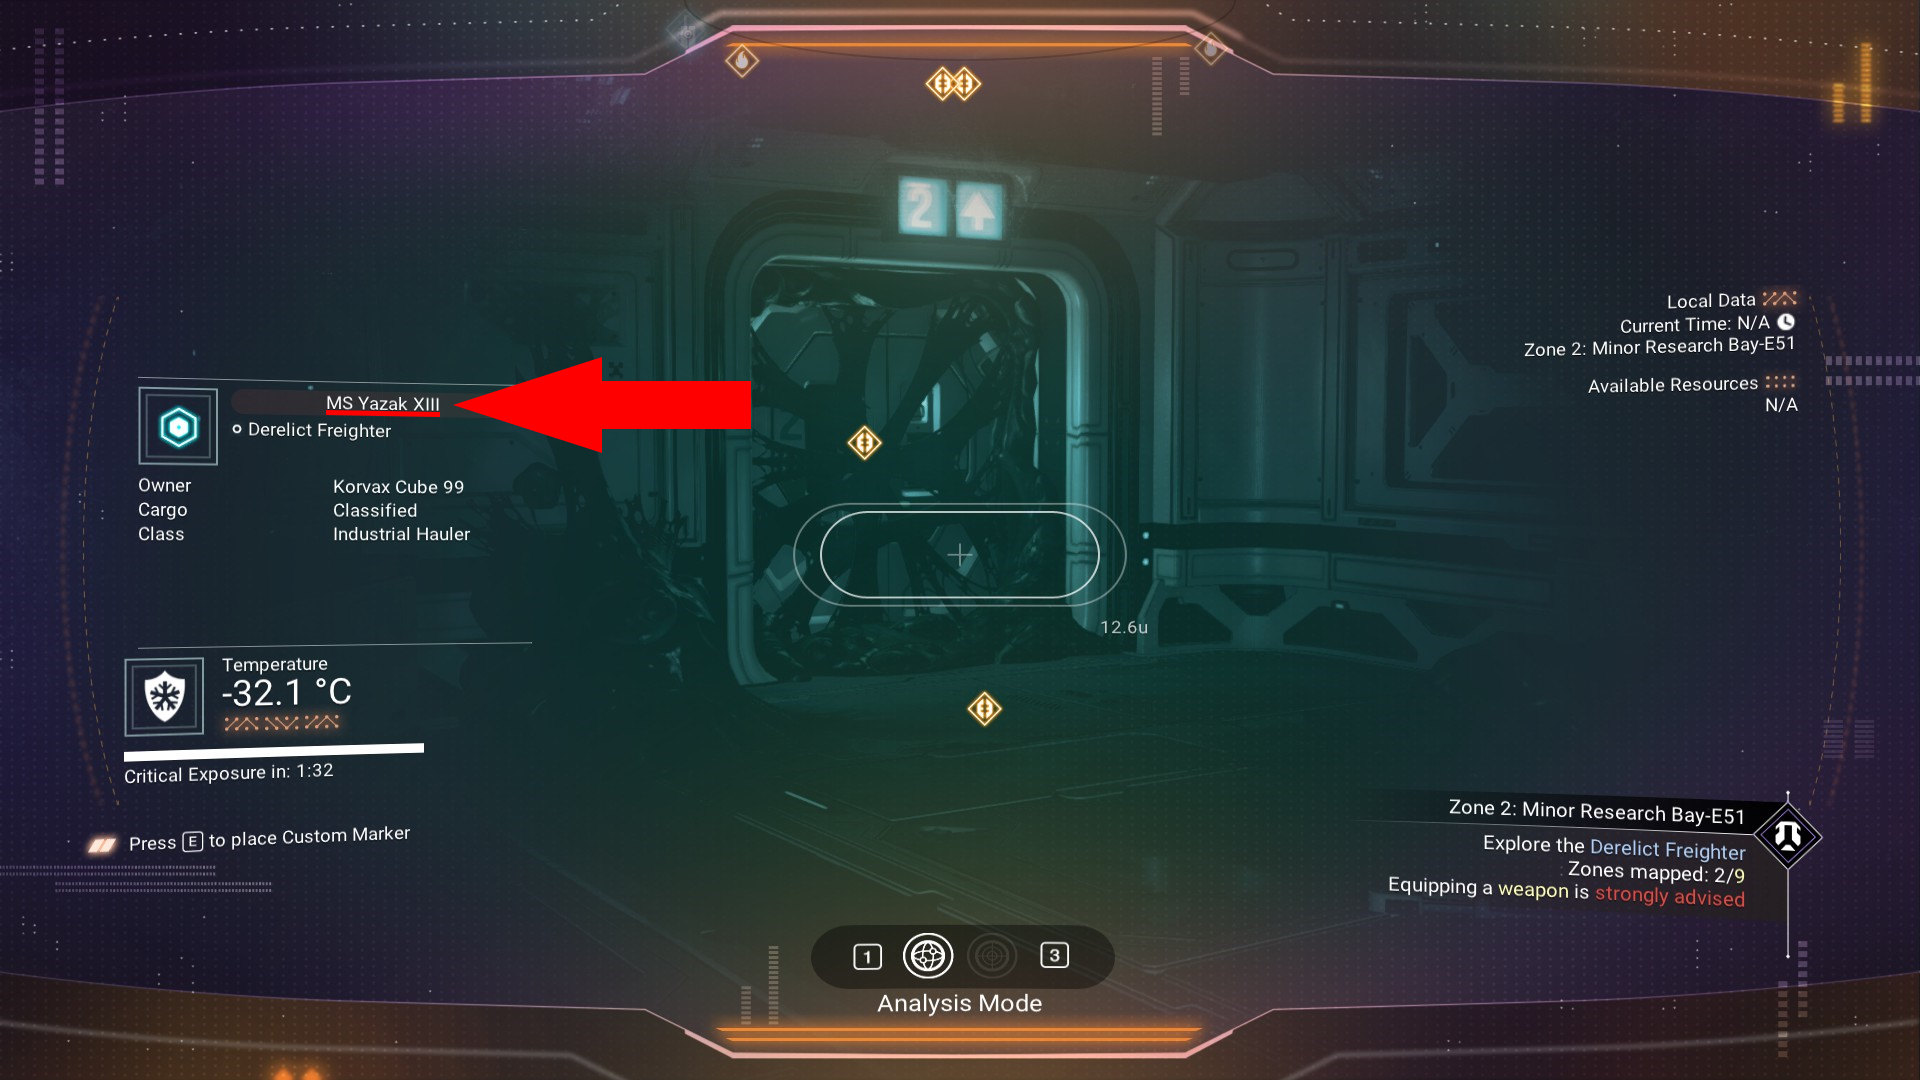 2
MS Yazak XIII
Derelict Freighter
Owner Korvax Cube 99
Cargo Classified
Class Industrial Hauler
Temperature
-32.1 °C
Critical Exposure in: 1:32
Press E to place Custom Marker
12.6u
Local Data
Current Time: N/A
Zone 2: Minor Research Bay-E51
Available Resources
N/A
Zone 2: Minor Research Bay-E51
Explore the Derelict Freighter
Zones mapped: 2/9
Equipping a weapon is strongly advised
1 3
Analysis Mode